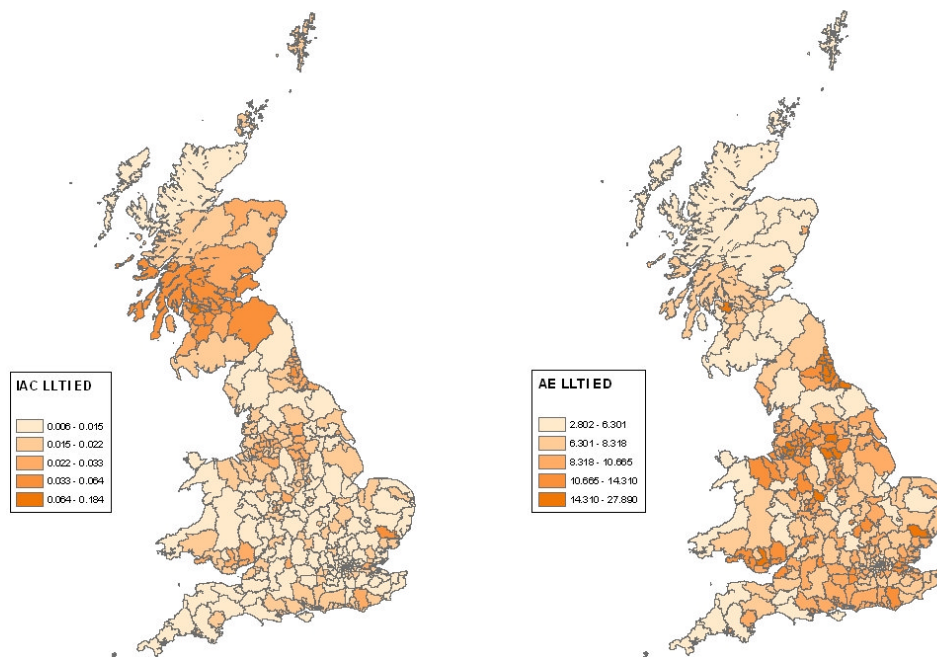 IAC LLTI ED
0.006 - 0.015
0.015 - 0.022
0.022 - 0.033
0.033 - 0.064
0.064 - 0.184
AE LLTI ED
2.802 - 6.301
6.301 - 8.318
8.318 - 10.665
10.665 - 14.310
14.310 - 27.890